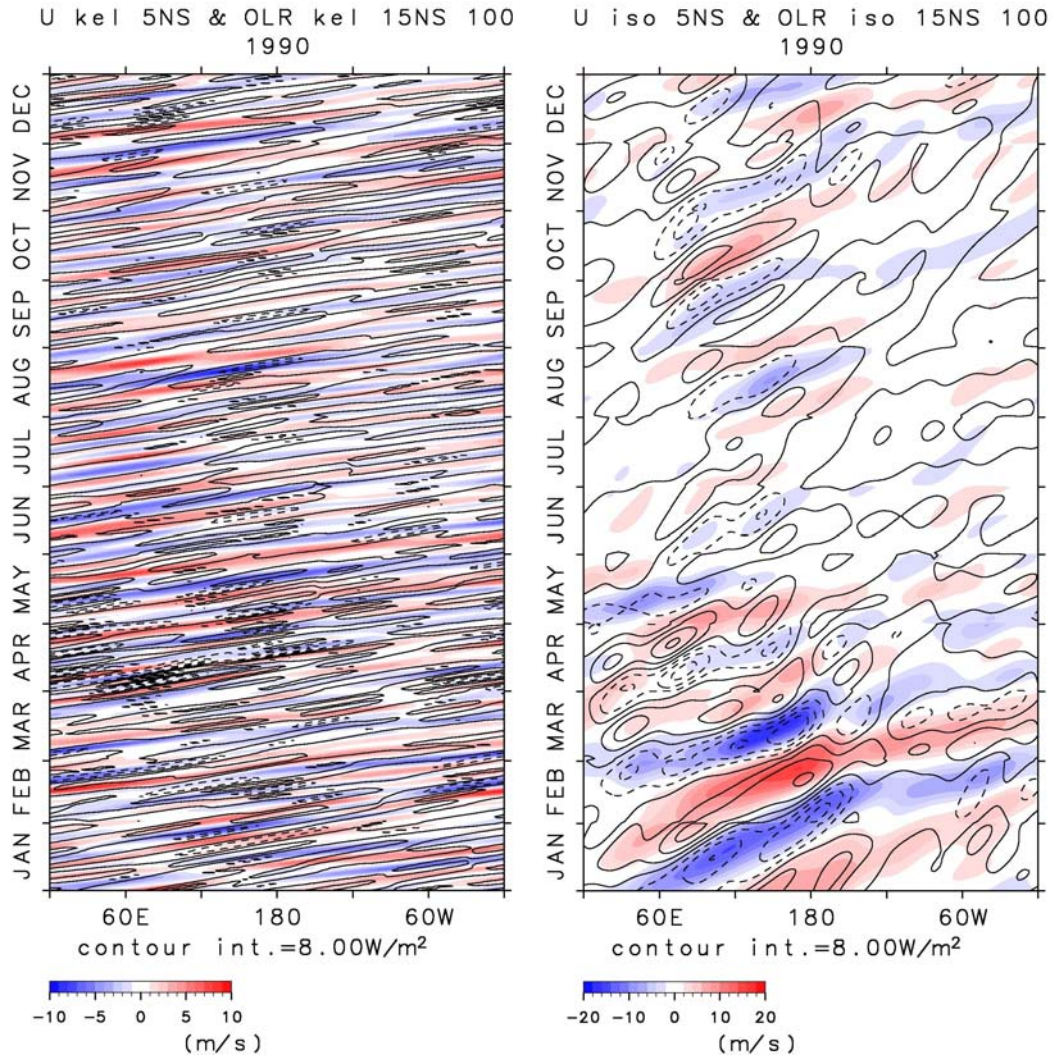 U kel 5NS & OLR kel 15NS 100
1990
DEC
NOV
OCT
SEP
AUG
JUL
JUN
MAY
APR
MAR
FEB
JAN
60E 180 60W
contour int.=8.00W/m²
-10 -5 0 5 10
(m/s)
U iso 5NS & OLR iso 15NS 100
1990
DEC
NOV
OCT
SEP
AUG
JUL
JUN
MAY
APR
MAR
FEB
JAN
60E 180 60W
contour int.=8.00W/m²
-20 -10 0 10 20
(m/s)